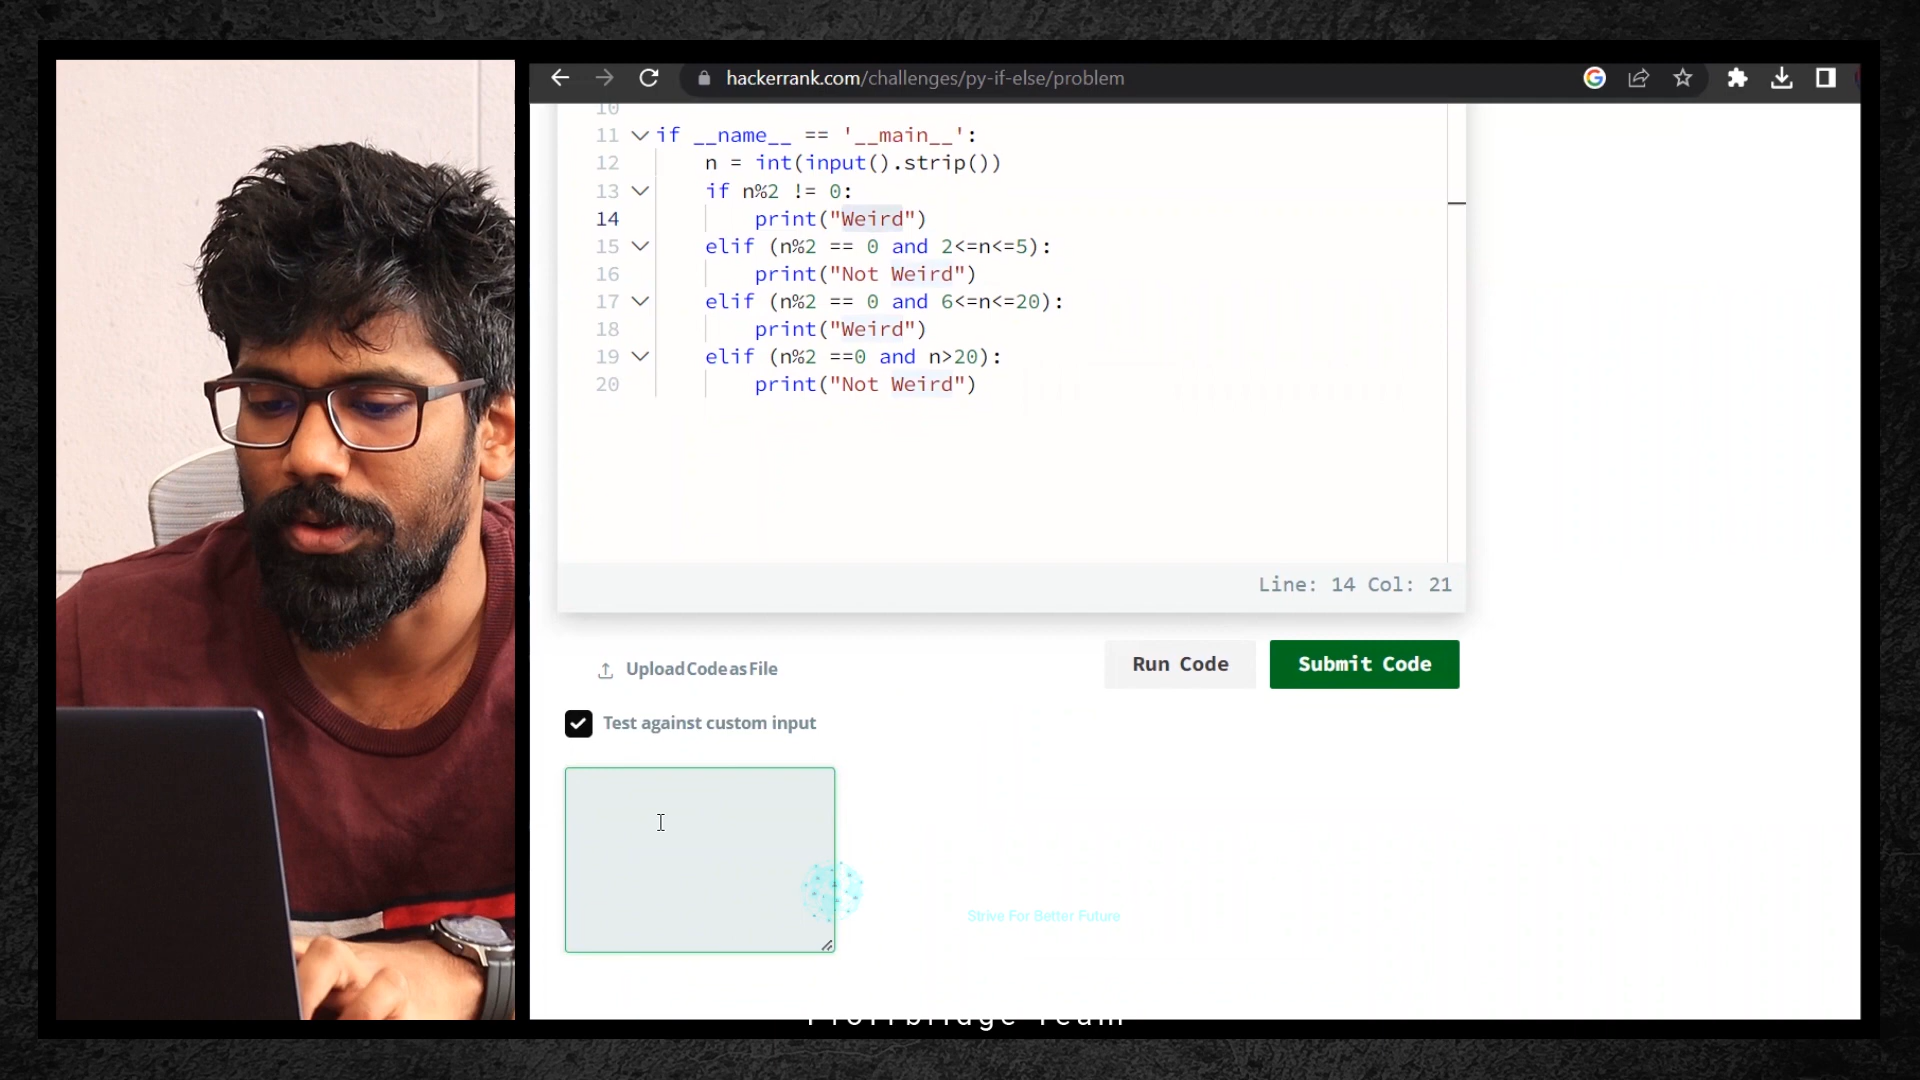 hackerrank.com/challenges/py-if-else/problem
10
11 if __name__ == '__main__':
12 n = int(input().strip())
13 if n%2 != 0:
14 print("Weird")
15 elif (n%2 == 0 and 2<=n<=5):
16 print("Not Weird")
17 elif (n%2 == 0 and 6<=n<=20):
18 print("Weird")
19 elif (n%2 ==0 and n>20):
20 print("Not Weird")
Line: 14 Col: 21
Upload Code as File
Run Code
Submit Code
Test against custom input
Strive For Better Future
Team